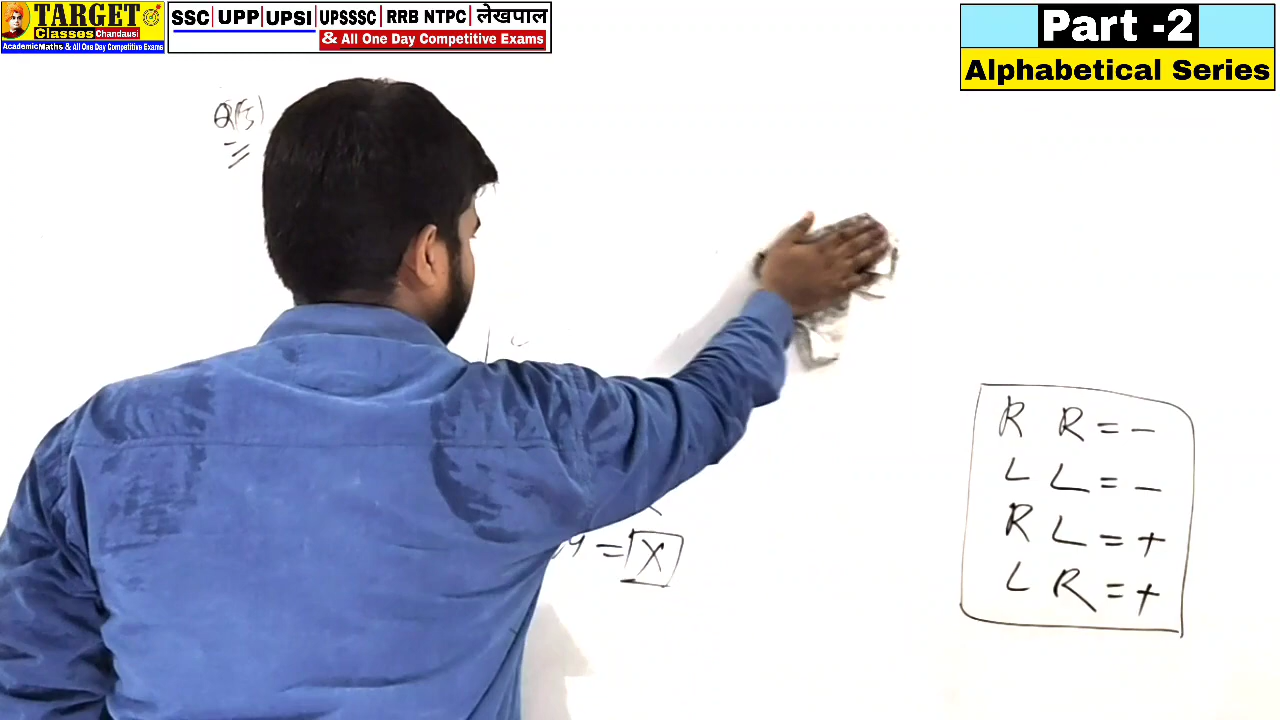 TARGET
Classes Chandausi
Academic Maths & All One Day Competitive Exams
SSC | UPP | UPSI | UPSSSC | RRB NTPC | लेखपाल
& All One Day Competitive Exams
Part -2
Alphabetical Series
R R = -
L L = -
R L = +
L R = +
= X